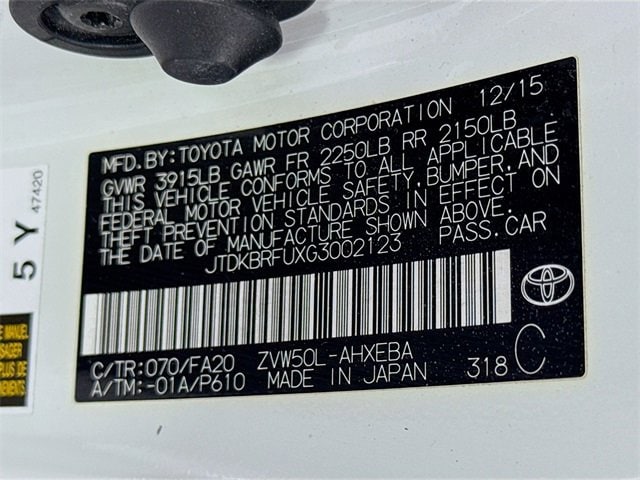 MFD. BY: TOYOTA MOTOR CORPORATION 12/15
GVWR 3915LB GAWR FR 2250LB RR 2150LB
THIS VEHICLE CONFORMS TO ALL APPLICABLE
FEDERAL MOTOR VEHICLE SAFETY, BUMPER, AND
THEFT PREVENTION STANDARDS IN EFFECT ON
THE DATE OF MANUFACTURE SHOWN ABOVE.
JTDKBRFUXG3002123 PASS.CAR
C/TR:070/FA20 ZVW50L-AHXEBA
A/TM:-01A/P610 MADE IN JAPAN 318 C
5 Y
47420